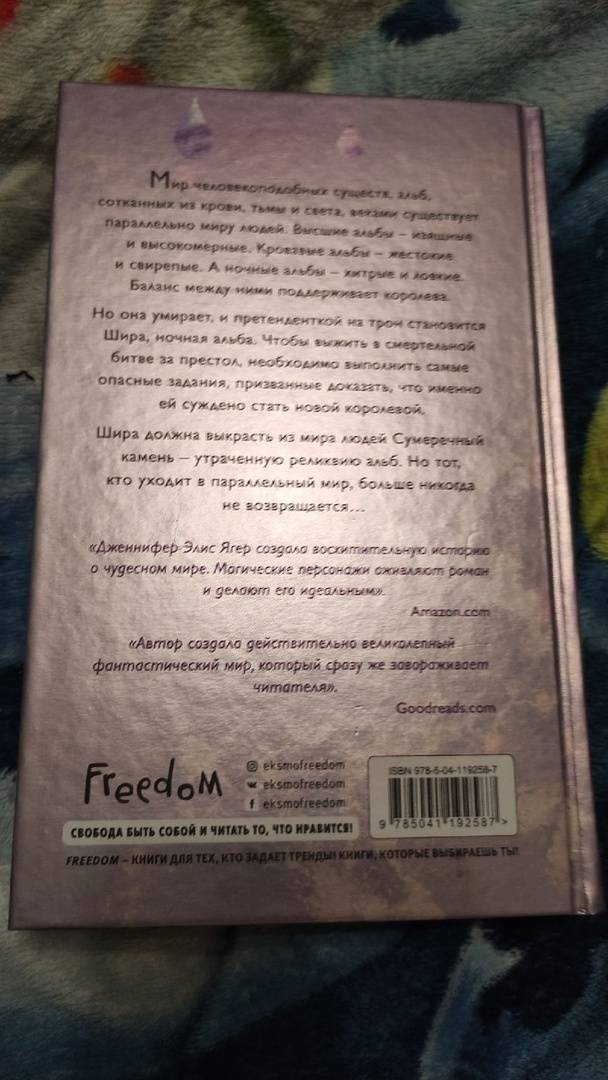 Мир человекоподобных существ, альб,
сотканных из крови, тьмы и света, веками существует
параллельно миру людей. Высшие альбы – изящные
и высокомерные. Кровавые альбы – жестокие
и свирепые. А ночные альбы – хитрые и ловкие.
Баланс между ними поддерживает королева.
Но она умирает, и претенденткой на трон становится
Шира, ночная альба. Чтобы выжить в смертельной
битве за престол, необходимо выполнить самые
опасные задания, призванные доказать, что именно
ей суждено стать новой королевой.
Шира должна выкрасть из мира людей Сумеречный
камень – утраченную реликвию альб. Но тот,
кто уходит в параллельный мир, больше никогда
не возвращается...
«Дженнифер Элис Ягер создала восхитительную историю
о чудесном мире. Магические персонажи оживляют роман
и делают его идеальным».
Amazon.com
«Автор создала действительно великолепный
фантастический мир, который сразу же завораживает
читателя».
Goodreads.com
Freedom
eksmofreedom
eksmofreedom
eksmofreedom
ISBN 978-5-04-119258-7
9 785041 192587 >
СВОБОДА БЫТЬ СОБОЙ И ЧИТАТЬ ТО, ЧТО НРАВИТСЯ!
FREEDOM – КНИГИ ДЛЯ ТЕХ, КТО ЗАДАЕТ ТРЕНДЫ! КНИГИ, КОТОРЫЕ ВЫБИРАЕШЬ ТЫ!